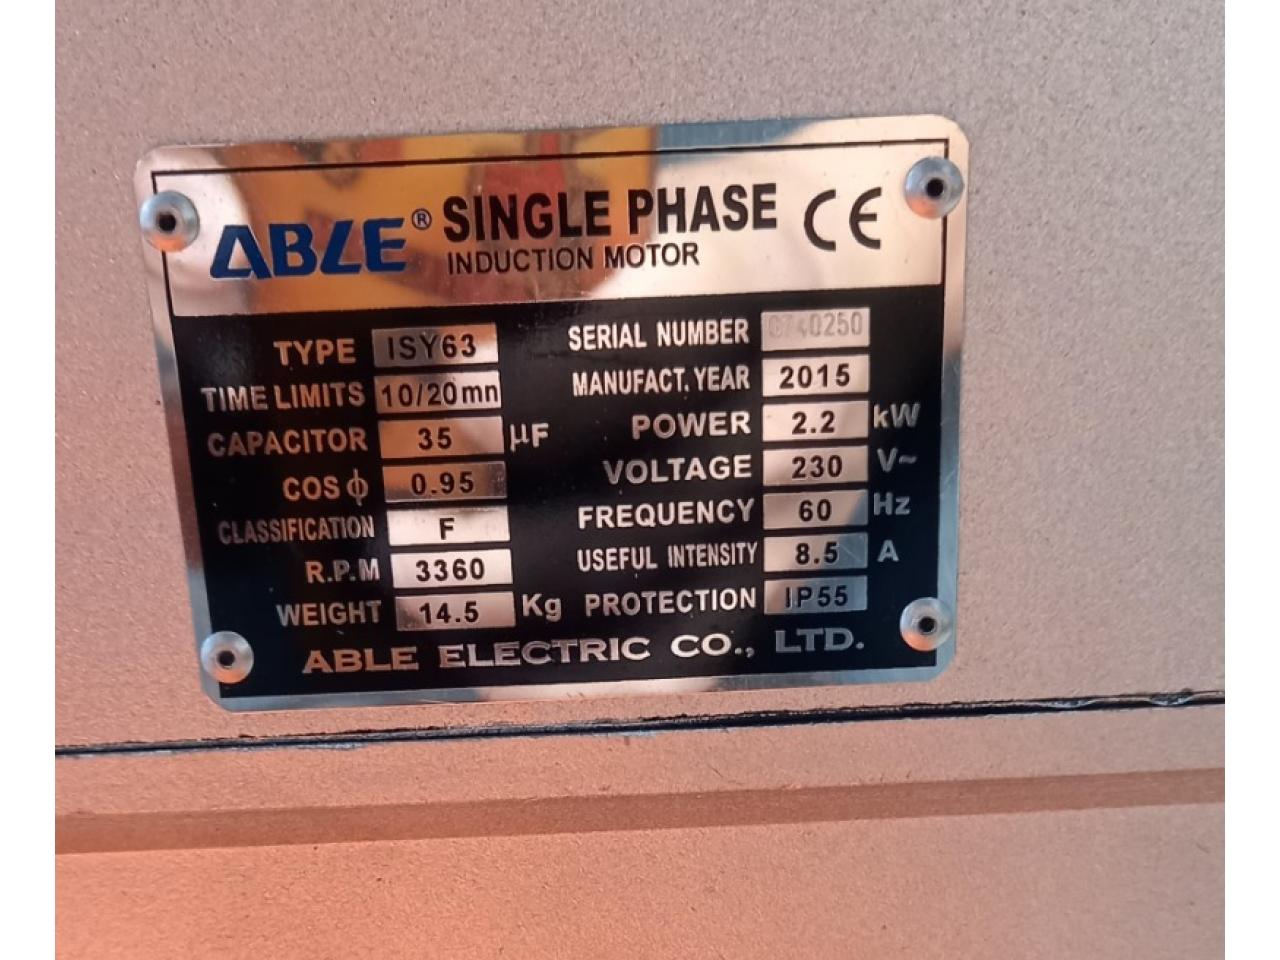 ABLE® SINGLE PHASE CE
INDUCTION MOTOR
TYPE ISY63
TIME LIMITS 10/20mn
CAPACITOR 35 µF
COS ϕ 0.95
CLASSIFICATION F
R.P.M 3360
WEIGHT 14.5 Kg
SERIAL NUMBER 0740250
MANUFACT. YEAR 2015
POWER 2.2 kW
VOLTAGE 230 V~
FREQUENCY 60 Hz
USEFUL INTENSITY 8.5 A
PROTECTION IP55
ABLE ELECTRIC CO., LTD.